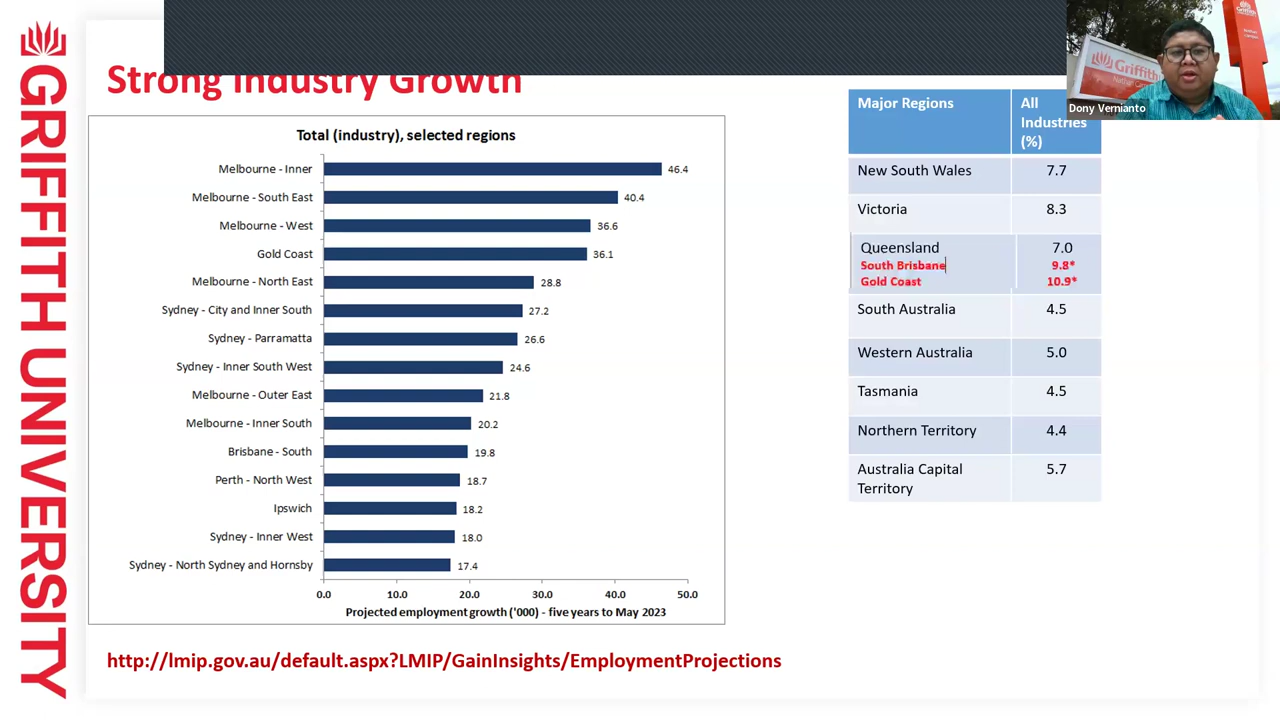 GRIFFITH UNIVERSITY
Strong Industry Growth
Total (industry), selected regions
Melbourne - Inner 46.4
Melbourne - South East 40.4
Melbourne - West 36.6
Gold Coast 36.1
Melbourne - North East 28.8
Sydney - City and Inner South 27.2
Sydney - Parramatta 26.6
Sydney - Inner South West 24.6
Melbourne - Outer East 21.8
Melbourne - Inner South 20.2
Brisbane - South 19.8
Perth - North West 18.7
Ipswich 18.2
Sydney - Inner West 18.0
Sydney - North Sydney and Hornsby 17.4
0.0 10.0 20.0 30.0 40.0 50.0
Projected employment growth ('000) - five years to May 2023
http://lmip.gov.au/default.aspx?LMIP/GainInsights/EmploymentProjections
Griffith
Dony Vernianto
Major Regions All
Industries
(%)
New South Wales 7.7
Victoria 8.3
Queensland 7.0
South Brisbane 9.8*
Gold Coast 10.9*
South Australia 4.5
Western Australia 5.0
Tasmania 4.5
Northern Territory 4.4
Australia Capital 5.7
Territory